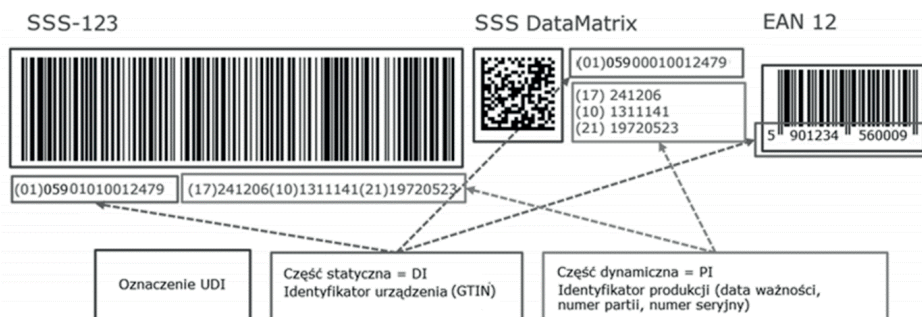 SSS-123
SSS DataMatrix
EAN 12
(01)05900010012479
(17) 241206
(10) 1311141
(21) 19720523
5 901234 560009
(01)05901010012479
(17)241206(10)1311141(21)19720523
Oznaczenie UDI
Część statyczna = DI
Identyfikator urządzenia (GTIN)
Część dynamiczna = PI
Identyfikator produkcji (data ważności,
numer partii, numer seryjny)